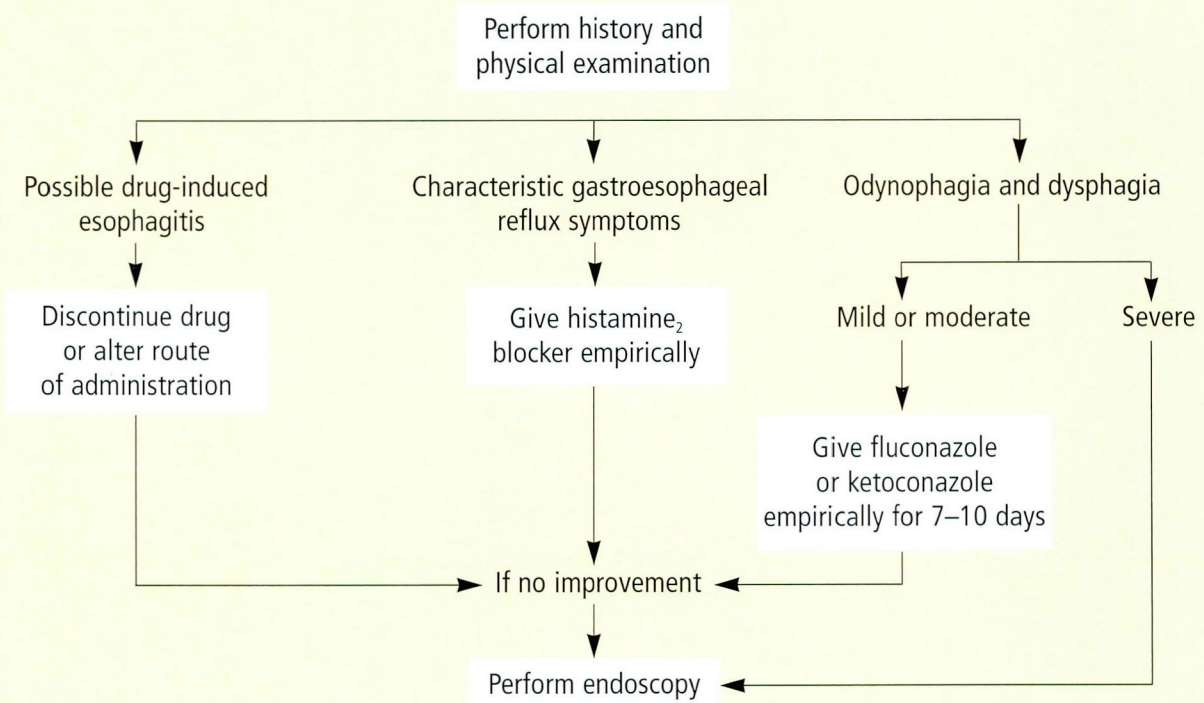 Perform history and
physical examination
Possible drug-induced
esophagitis
Characteristic gastroesophageal
reflux symptoms
Odynophagia and dysphagia
Discontinue drug
or alter route
of administration
Give histamine₂
blocker empirically
Mild or moderate
Severe
Give fluconazole
or ketoconazole
empirically for 7–10 days
If no improvement
Perform endoscopy